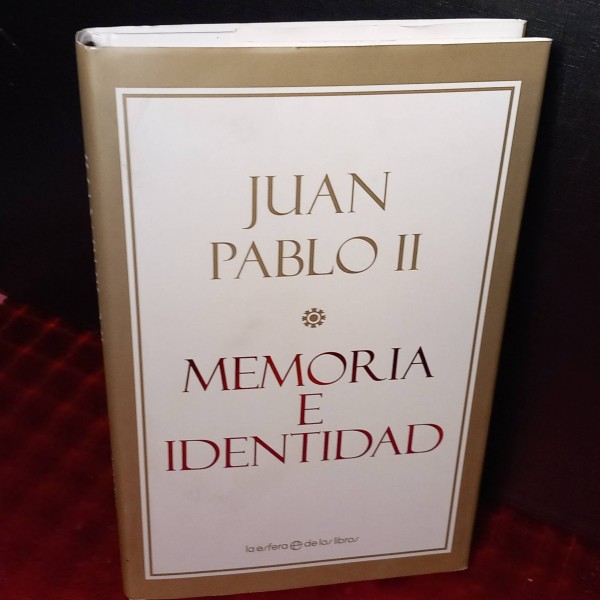 JUAN
PABLO II
MEMORIA
E
IDENTIDAD
la esfera de los libros